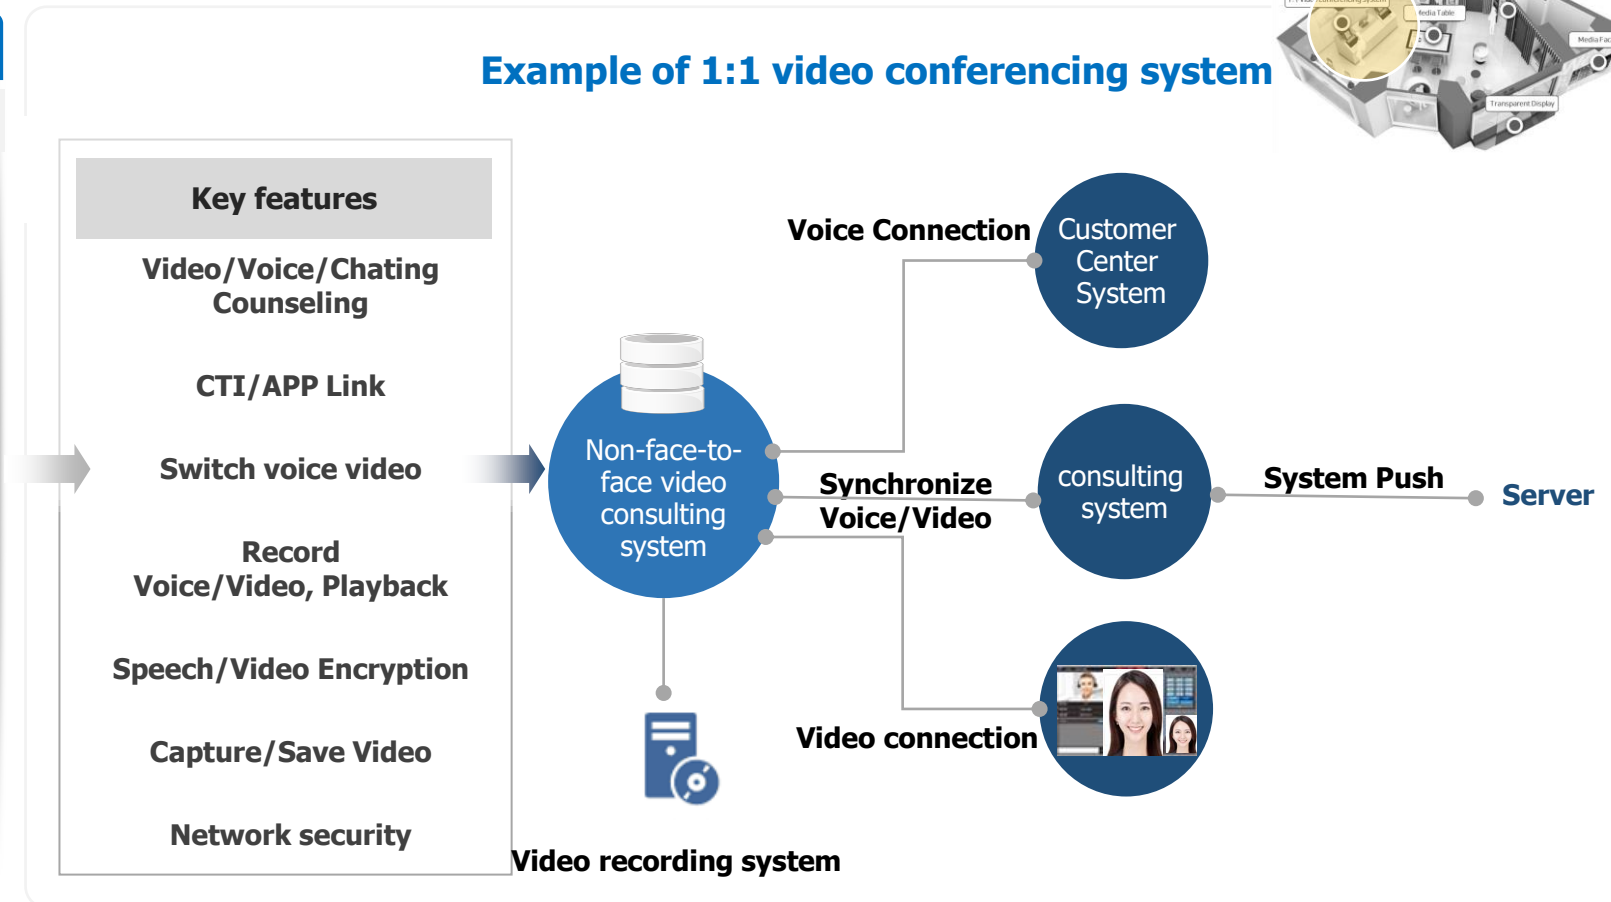 Example of 1:1 video conferencing system
Media Table
Transparent Display
Key features
Video/Voice/Chating
Counseling
CTI/APP Link
Switch voice video
Record
Voice/Video, Playback
Speech/Video Encryption
Capture/Save Video
Network security
Non-face-to-
face video
consulting
system
Video recording system
Voice Connection
Customer
Center
System
Synchronize
Voice/Video
consulting
system
System Push
Server
Video connection